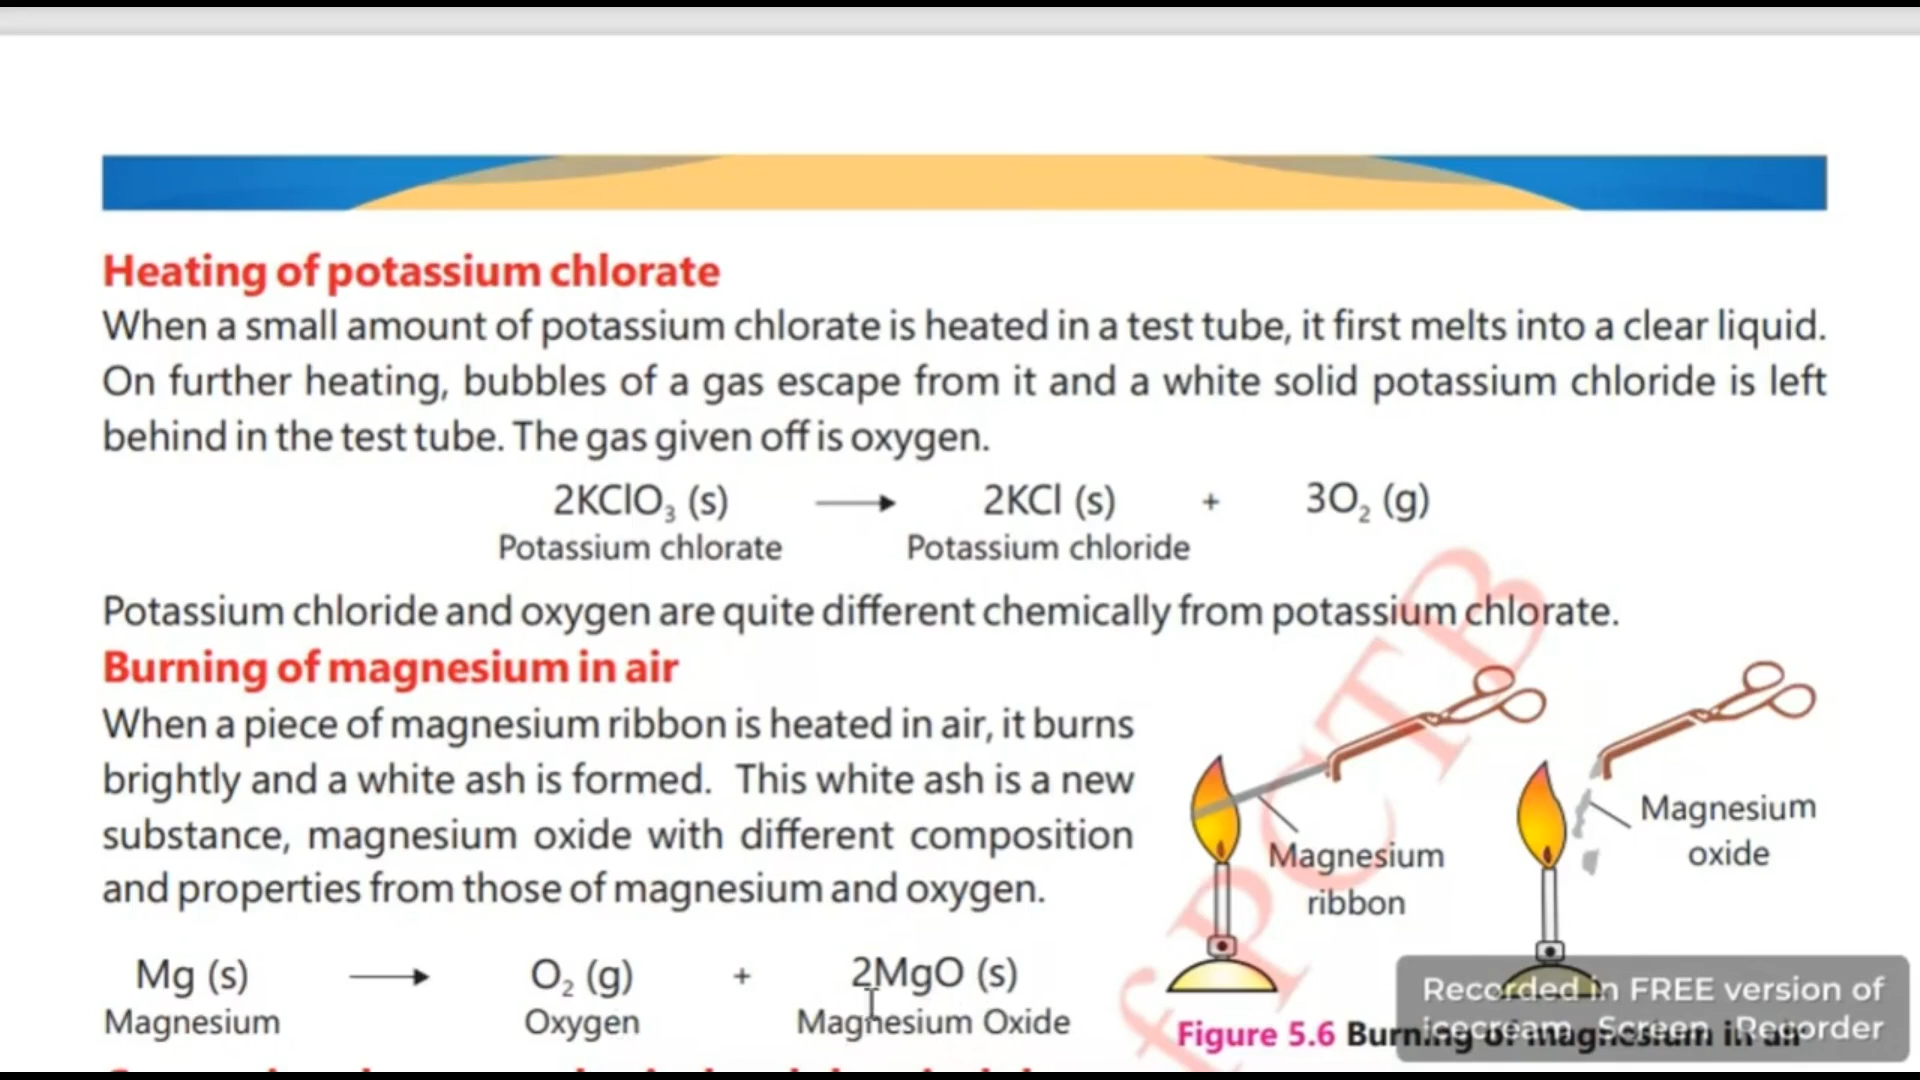 Heating of potassium chlorate
When a small amount of potassium chlorate is heated in a test tube, it first melts into a clear liquid.
On further heating, bubbles of a gas escape from it and a white solid potassium chloride is left
behind in the test tube. The gas given off is oxygen.
2KClO₃ (s) ⟶ 2KCl (s) + 3O₂ (g)
Potassium chlorate Potassium chloride
Potassium chloride and oxygen are quite different chemically from potassium chlorate.
Burning of magnesium in air
When a piece of magnesium ribbon is heated in air, it burns
brightly and a white ash is formed. This white ash is a new
substance, magnesium oxide with different composition
and properties from those of magnesium and oxygen.
Mg (s) ⟶ O₂ (g) + 2MgO (s)
Magnesium Oxygen Magnesium Oxide
Magnesium
ribbon
Magnesium
oxide
Figure 5.6 Burning of magnesium in air
f PCTB
Recorded in FREE version of
icecream Screen Recorder